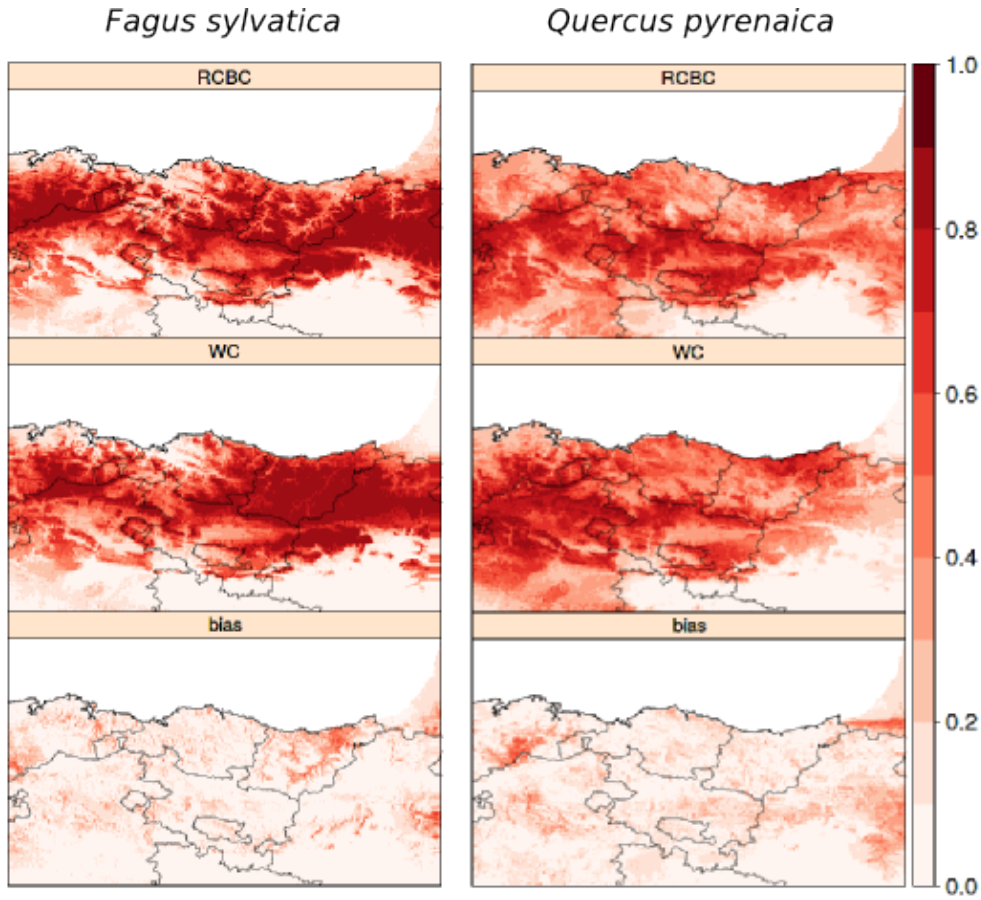 Fagus sylvatica
Quercus pyrenaica
RCBC
RCBC
1.0
0.8
WC
WC
0.6
0.4
bias
bias
0.2
0.0